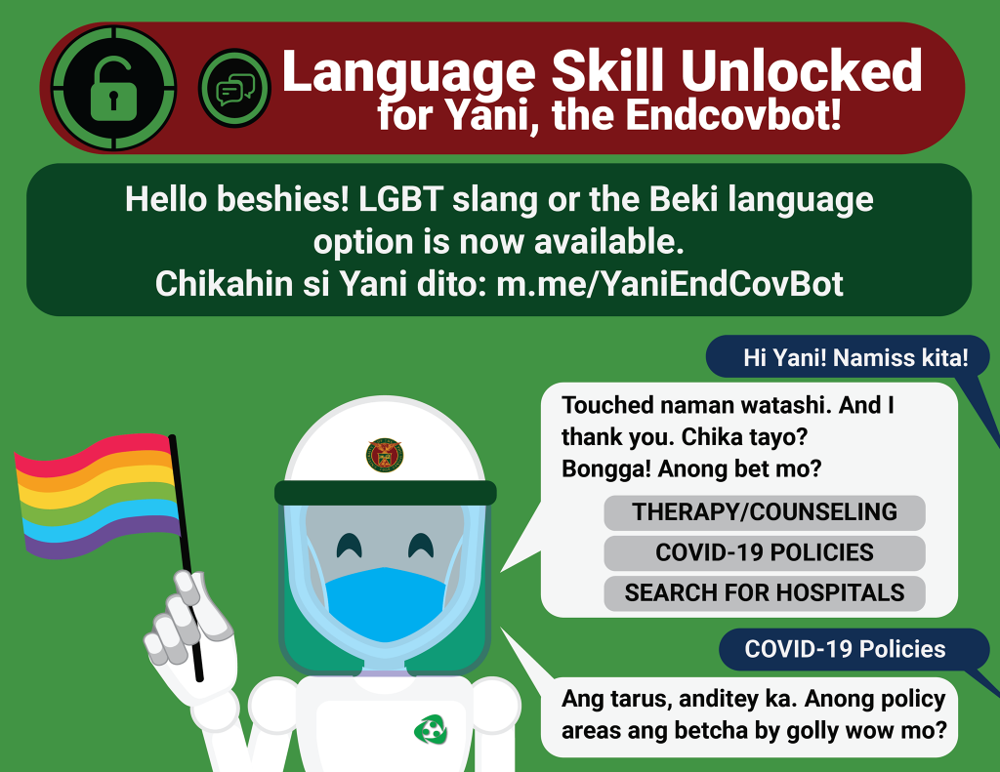 Language Skill Unlocked
for Yani, the Endcovbot!
Hello beshies! LGBT slang or the Beki language
option is now available.
Chikahin si Yani dito: m.me/YaniEndCovBot
Hi Yani! Namiss kita!
Touched naman watashi. And I
thank you. Chika tayo?
Bongga! Anong bet mo?
THERAPY/COUNSELING
COVID-19 POLICIES
SEARCH FOR HOSPITALS
COVID-19 Policies
Ang tarus, anditey ka. Anong policy
areas ang betcha by golly wow mo?